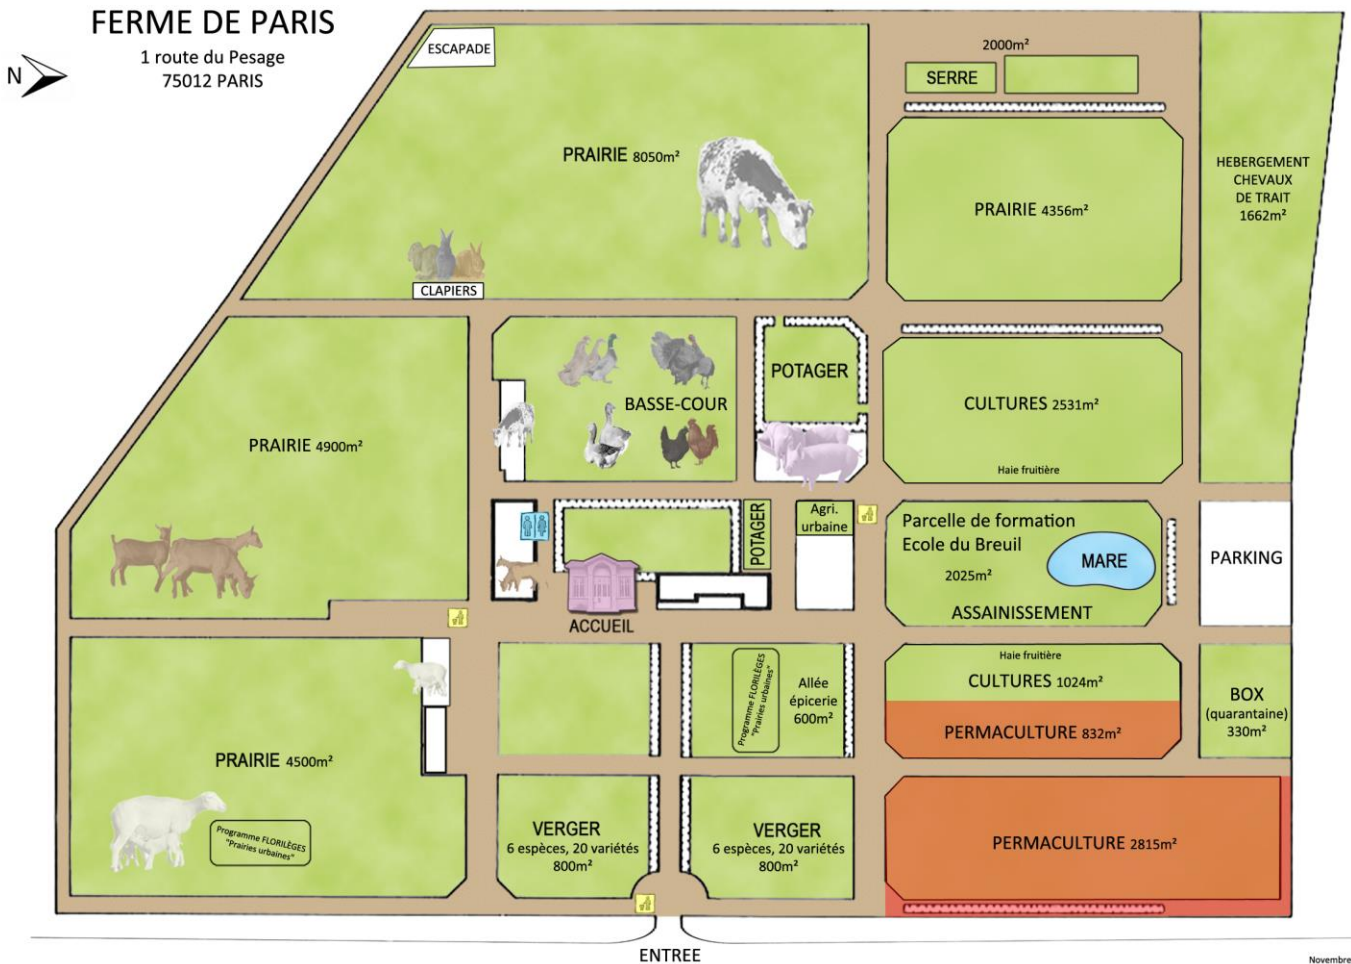 FERME DE PARIS
1 route du Pesage
75012 PARIS
N
ESCAPADE
2000m²
SERRE
PRAIRIE 8050m²
PRAIRIE 4356m²
HEBERGEMENT
CHEVAUX
DE TRAIT
1662m²
CLAPIERS
POTAGER
BASSE-COUR
CULTURES 2531m²
Haie fruitière
PRAIRIE 4900m²
POTAGER
Agri.
urbaine
Parcelle de formation
Ecole du Breuil
2025m²
MARE
ASSAINISSEMENT
PARKING
ACCUEIL
Programme FLORILÈGES
"Prairies urbaines"
Allée
épicerie
600m²
Haie fruitière
CULTURES 1024m²
PERMACULTURE 832m²
BOX
(quarantaine)
330m²
PRAIRIE 4500m²
Programme FLORILÈGES
"Prairies urbaines"
VERGER
6 espèces, 20 variétés
800m²
VERGER
6 espèces, 20 variétés
800m²
PERMACULTURE 2815m²
ENTREE
Novembre